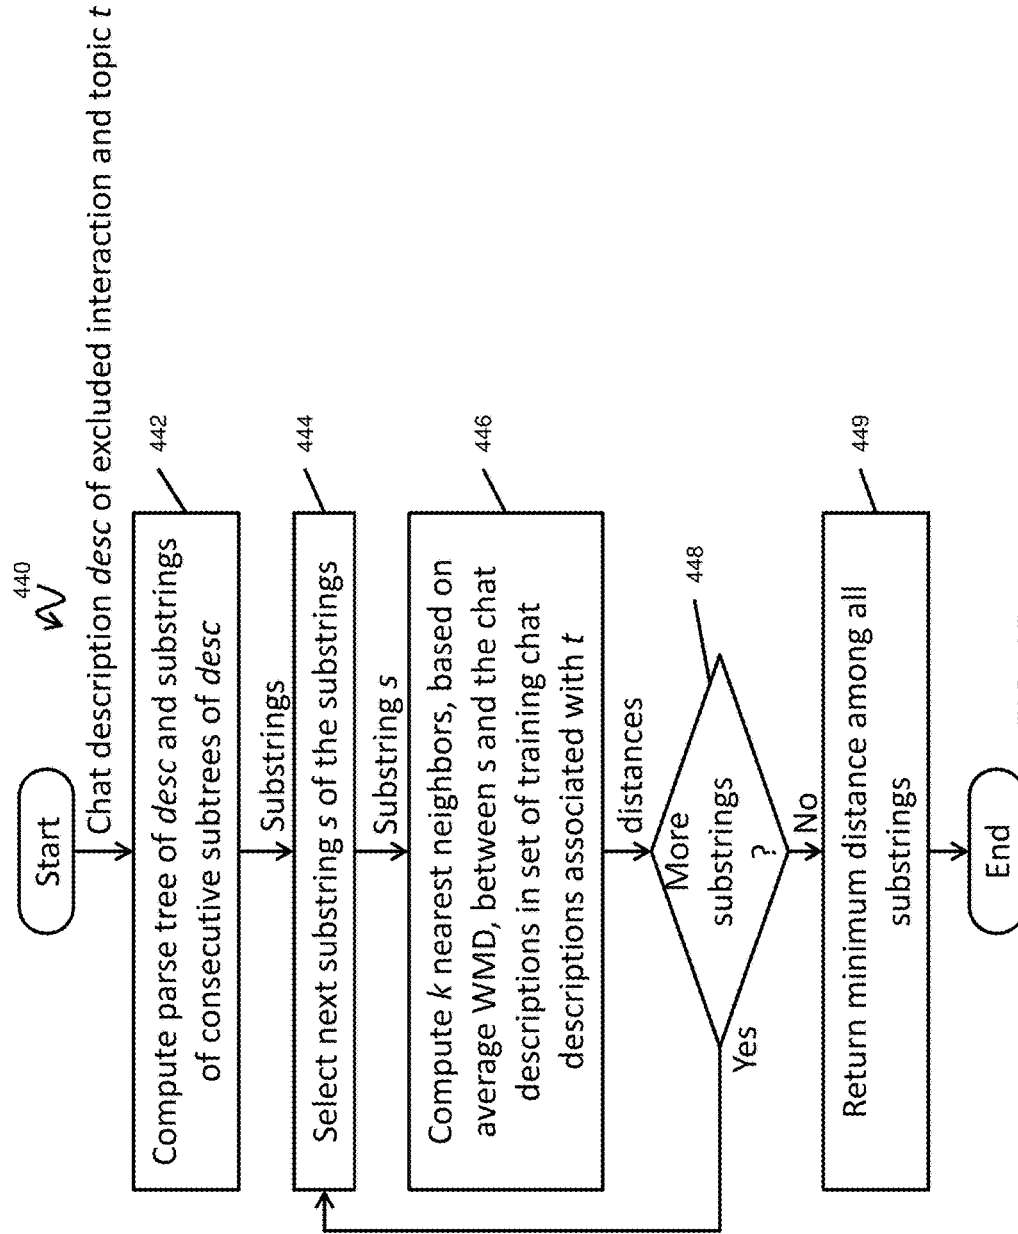 440
Start
Chat description desc of excluded interaction and topic t
442
Compute parse tree of desc and substrings
of consecutive subtrees of desc
Substrings
444
Select next substring s of the substrings
Substring s
446
Compute k nearest neighbors, based on
average WMD, between s and the chat
descriptions in set of training chat
descriptions associated with t
distances
448
More
substrings
?
Yes
No
449
Return minimum distance among all
substrings
End